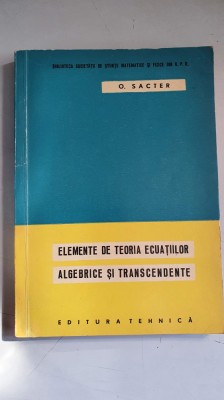 BIBLIOTECA SOCIETĂȚII DE ȘTIINȚE MATEMATICE ȘI FIZICE DIN R.P.R.
O. SACTER
ELEMENTE DE TEORIA ECUAȚIILOR
ALGEBRICE ȘI TRANSCENDENTE
EDITURA TEHNICĂ